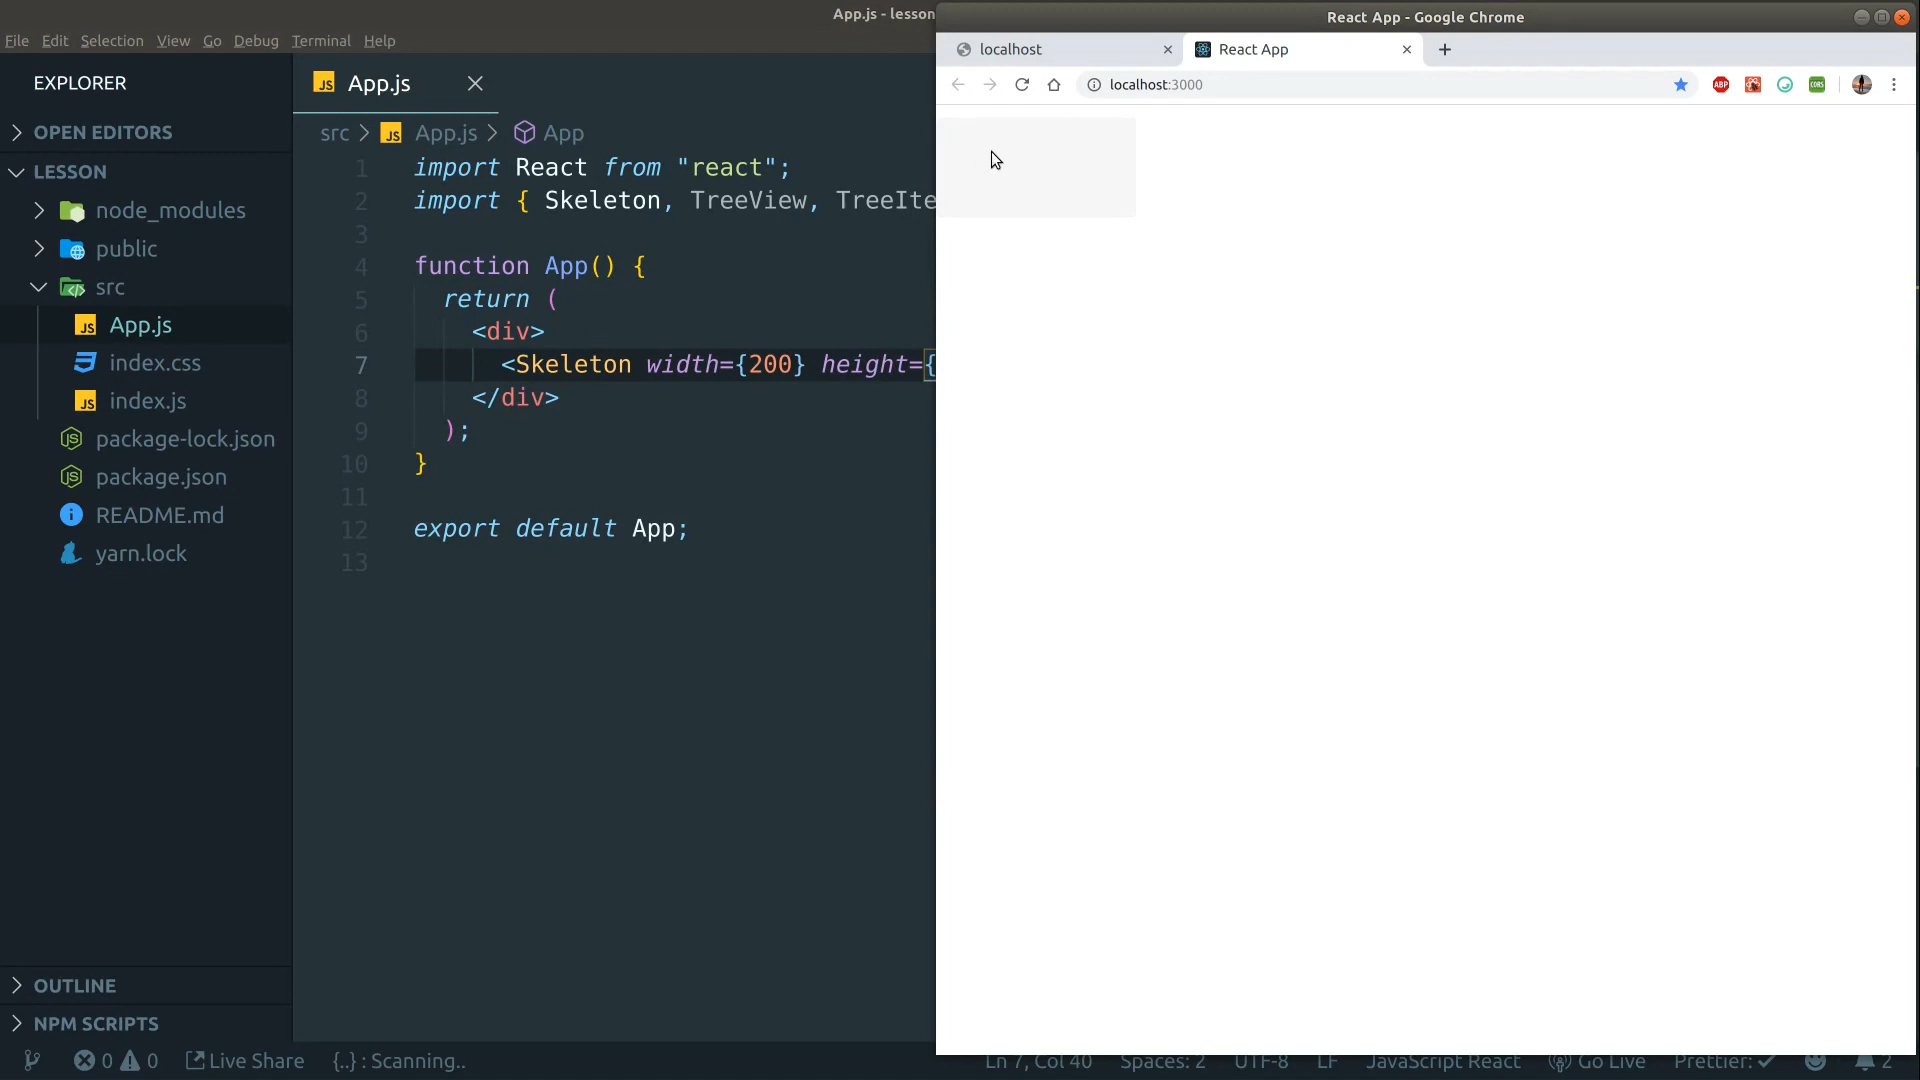 App.js - lesson
File Edit Selection View Go Debug Terminal Help
EXPLORER
OPEN EDITORS
LESSON
node_modules
public
src
App.js
index.css
index.js
package-lock.json
package.json
README.md
yarn.lock
OUTLINE
NPM SCRIPTS
App.js
src > App.js > App
1 import React from "react";
2 import { Skeleton, TreeView, TreeIte
3
4 function App() {
5 return (
6 <div>
7 <Skeleton width={200} height={
8 </div>
9 );
10 }
11
12 export default App;
13
React App - Google Chrome
localhost
React App
localhost:3000
ABP
CORS
0 0 Live Share {..} : Scanning.. Ln 7, Col 40 Spaces: 2 UTF-8 LF JavaScript React Go Live Prettier: ✓ 2